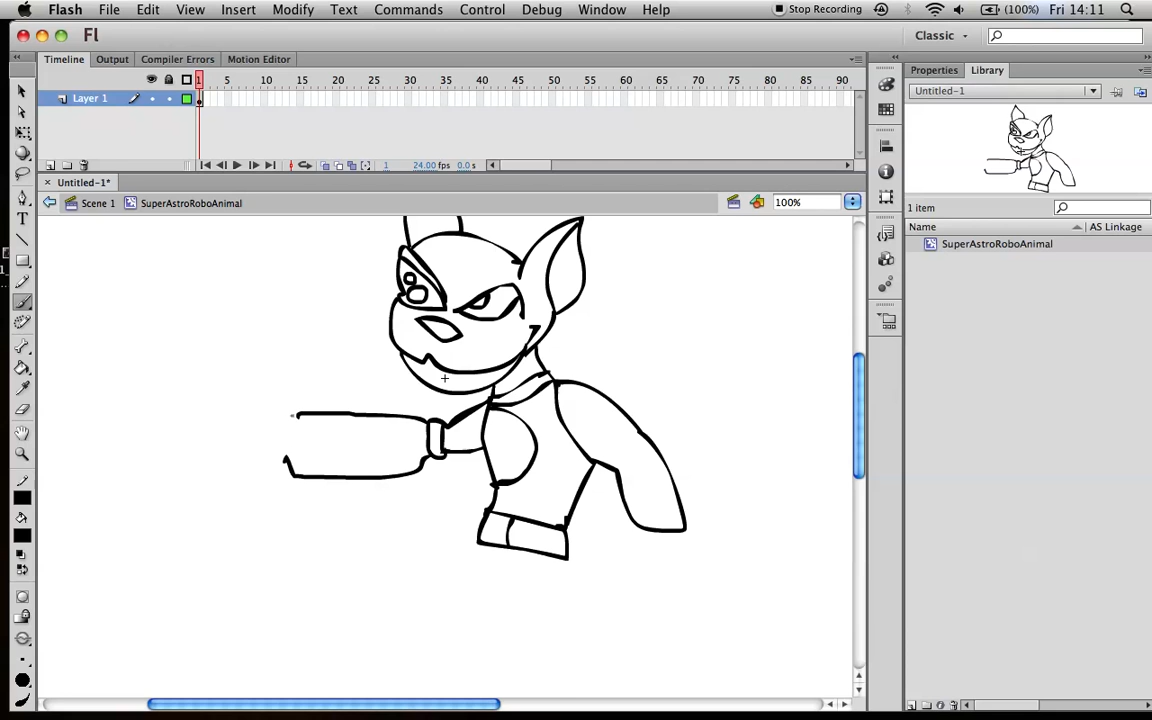 Flash File Edit View Insert Modify Text Commands Control Debug Window Help Stop Recording (100%) Fri 14:11
Fl Classic
Timeline Output Compiler Errors Motion Editor
Properties Library
1 5 10 15 20 25 30 35 40 45 50 55 60 65 70 75 80 85 90
Untitled-1
Layer 1
1 24.00 fps 0.0 s
Untitled-1*
Scene 1 SuperAstroRoboAnimal 100%
1 item
Name AS Linkage
SuperAstroRoboAnimal